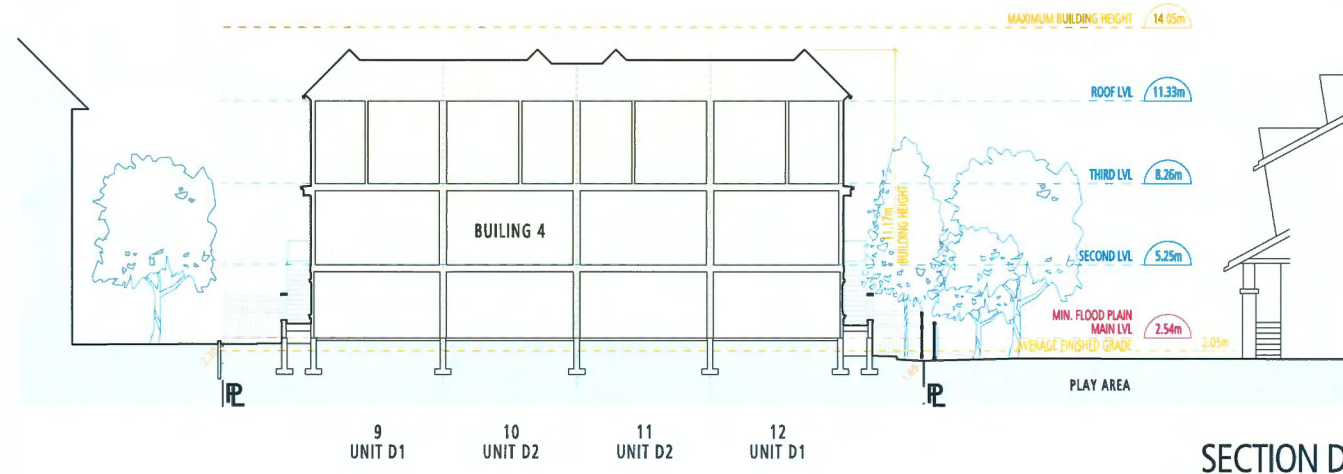 MAXIMUM BUILDING HEIGHT 14.05m
ROOF LVL 11.33m
THIRD LVL 8.26m
11.17m
BUILDING HEIGHT
BUILING 4
SECOND LVL 5.25m
MIN. FLOOD PLAIN
MAIN LVL 2.54m
AVERAGE FINISHED GRADE 2.05m
PL
PL
PLAY AREA
9
UNIT D1
10
UNIT D2
11
UNIT D2
12
UNIT D1
SECTION D